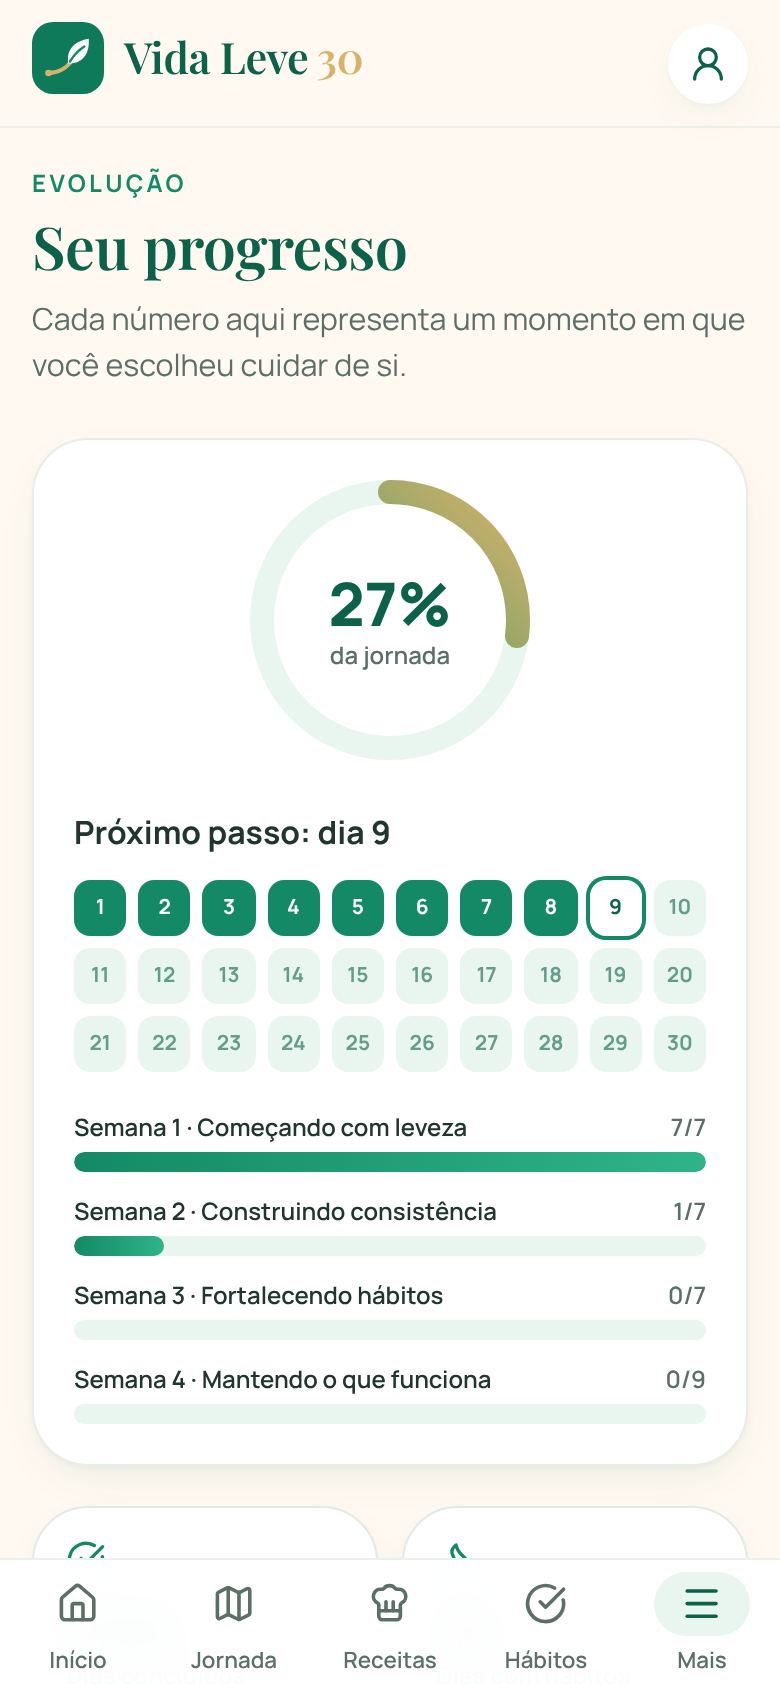 Vida Leve 30
EVOLUÇÃO
Seu progresso
Cada número aqui representa um momento em que
você escolheu cuidar de si.
27%
da jornada
Próximo passo: dia 9
1 2 3 4 5 6 7 8 9 10
11 12 13 14 15 16 17 18 19 20
21 22 23 24 25 26 27 28 29 30
Semana 1 · Começando com leveza 7/7
Semana 2 · Construindo consistência 1/7
Semana 3 · Fortalecendo hábitos 0/7
Semana 4 · Mantendo o que funciona 0/9
Início Jornada Receitas Hábitos Mais